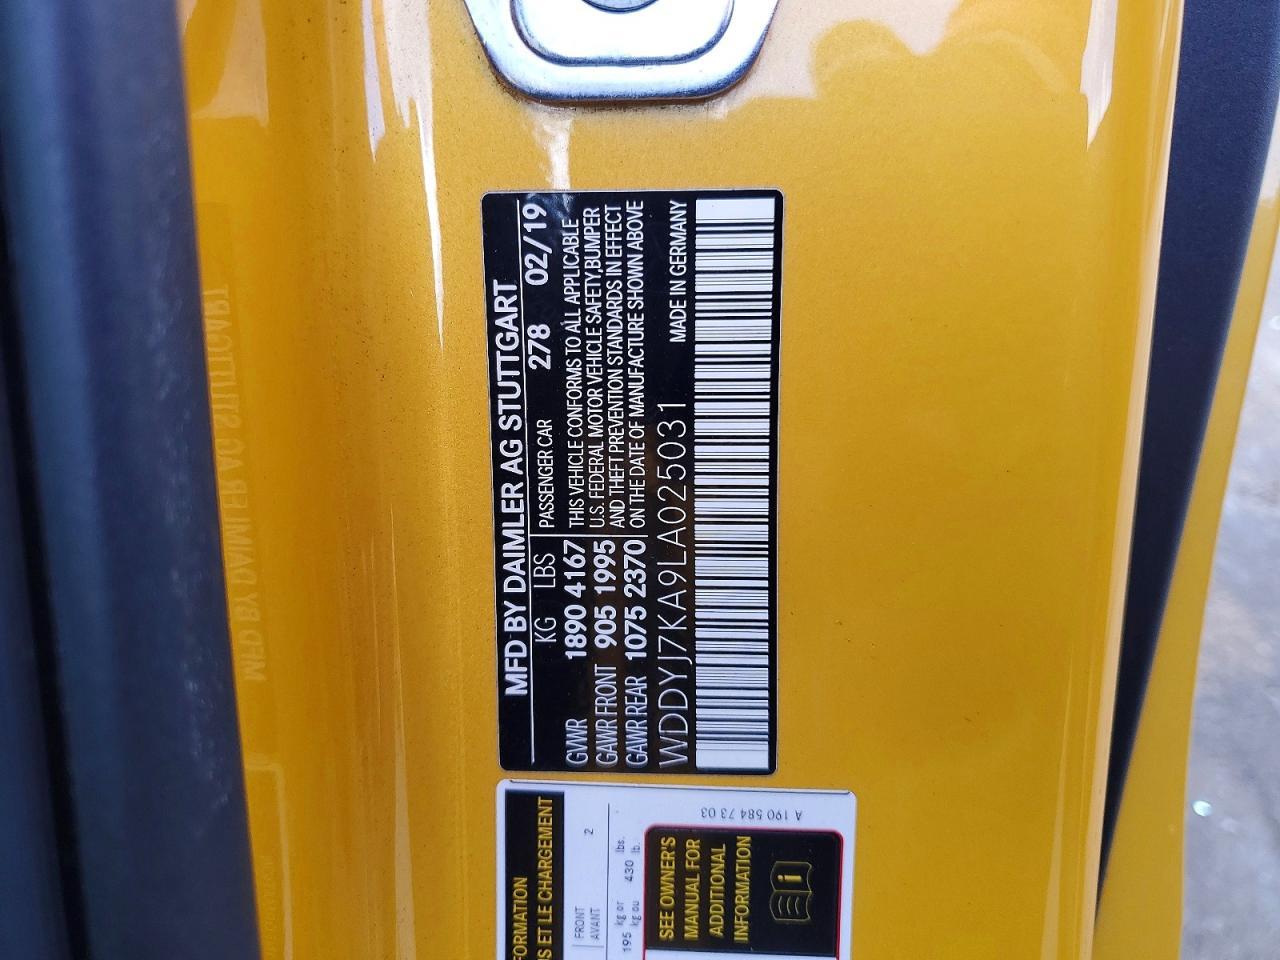 MFD BY DAIMLER AG STUTTGART
KG LBS PASSENGER CAR 278 02/19
GVWR 1890 4167 THIS VEHICLE CONFORMS TO ALL APPLICABLE
GAWR FRONT 905 1995 U.S. FEDERAL MOTOR VEHICLE SAFETY, BUMPER
AND THEFT PREVENTION STANDARDS IN EFFECT
GAWR REAR 1075 2370 ON THE DATE OF MANUFACTURE SHOWN ABOVE
MADE IN GERMANY
WDDYJ7KA9LA025031
ET LE CHARGEMENT
FRONT 2
AVANT
195 kg or 430 lbs.
kg ou lb.
SEE OWNER'S
MANUAL FOR
ADDITIONAL
INFORMATION
i
A 190 584 73 03